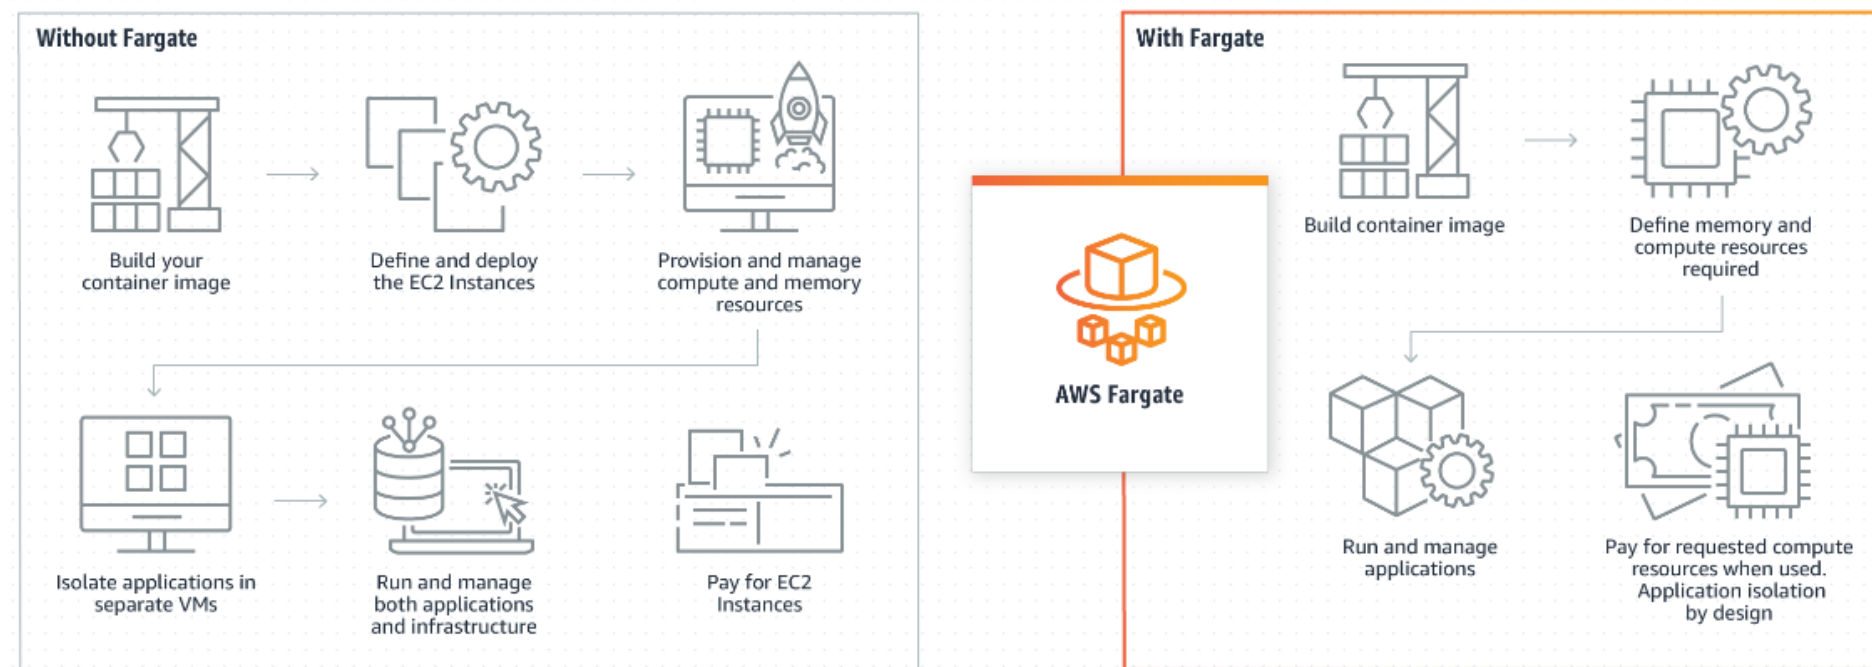 Without Fargate
Build your
container image
Define and deploy
the EC2 Instances
Provision and manage
compute and memory
resources
Isolate applications in
separate VMs
Run and manage
both applications
and infrastructure
Pay for EC2
Instances
AWS Fargate
With Fargate
Build container image
Define memory and
compute resources
required
Run and manage
applications
Pay for requested compute
resources when used.
Application isolation
by design